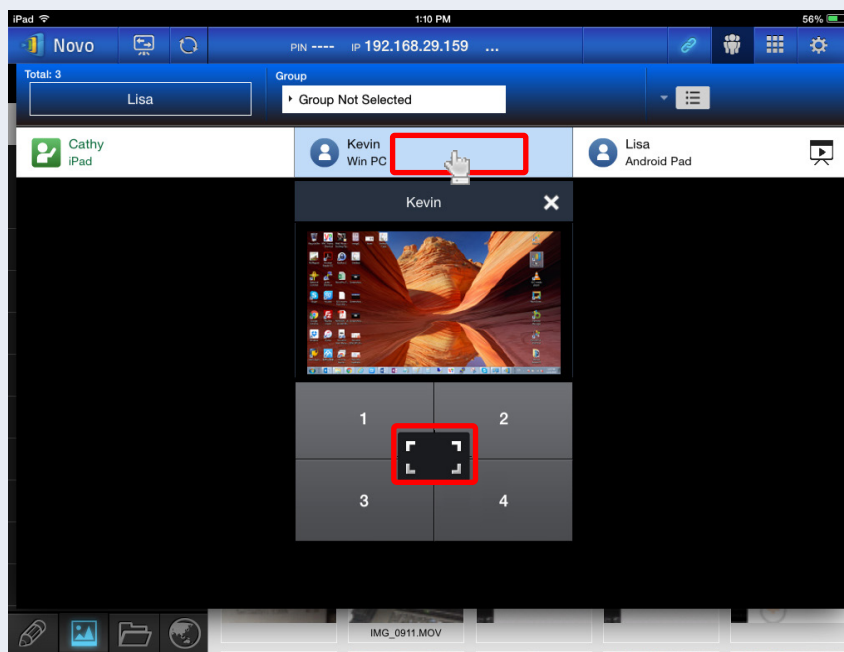 iPad 1:10 PM 56%
Novo PIN ---- IP 192.168.29.159 ...
Total: 3 Group
Lisa Group Not Selected
Cathy Kevin Lisa
iPad Win PC Android Pad
Kevin
1 2
3 4
IMG_0911.MOV